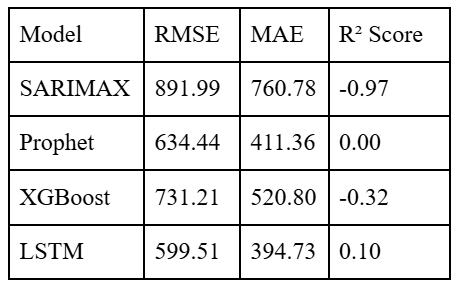 Model RMSE MAE R² Score
SARIMAX 891.99 760.78 -0.97
Prophet 634.44 411.36 0.00
XGBoost 731.21 520.80 -0.32
LSTM 599.51 394.73 0.10